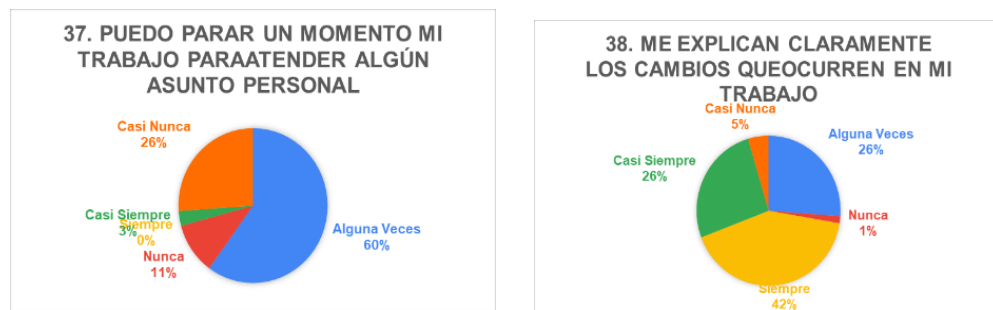 37. PUEDO PARAR UN MOMENTO MI
TRABAJO PARAATENDER ALGÚN
ASUNTO PERSONAL
Casi Nunca
26%
Casi Siempre
3%
Siempre
0%
Nunca
11%
Alguna Veces
60%
38. ME EXPLICAN CLARAMENTE
LOS CAMBIOS QUEOCURREN EN MI
TRABAJO
Casi Nunca
5%
Alguna Veces
26%
Casi Siempre
26%
Nunca
1%
Siempre
42%